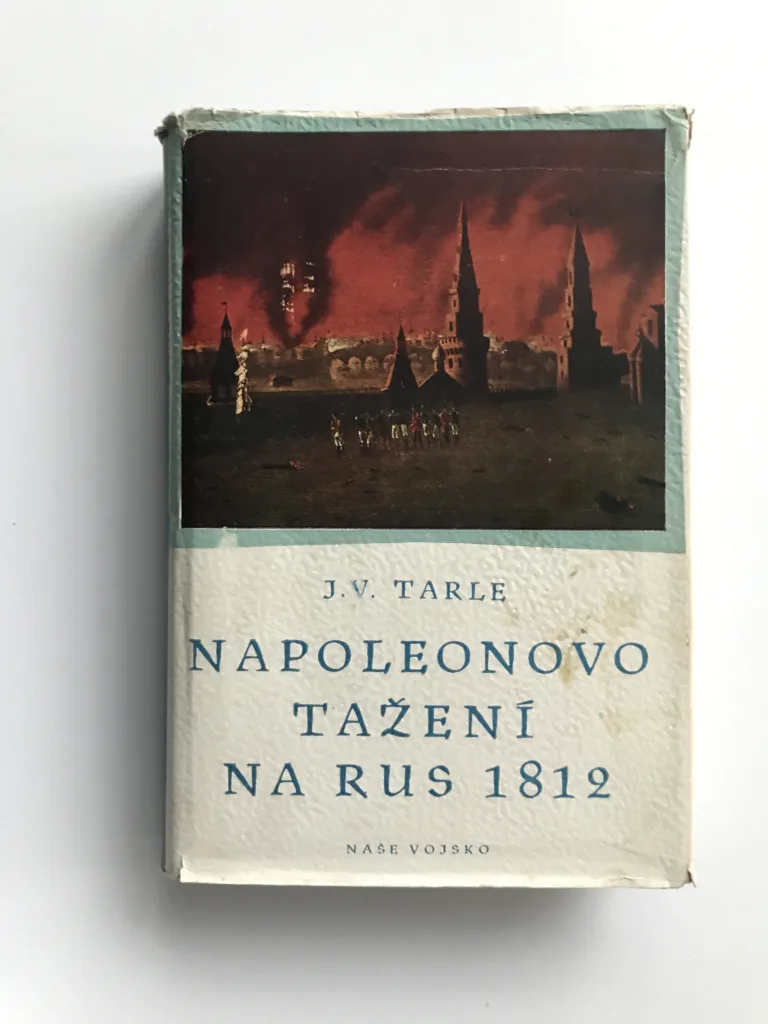 J.V. TARLE
NAPOLEONOVO
TAŽENÍ
NA RUS 1812
NAŠE VOJSKO